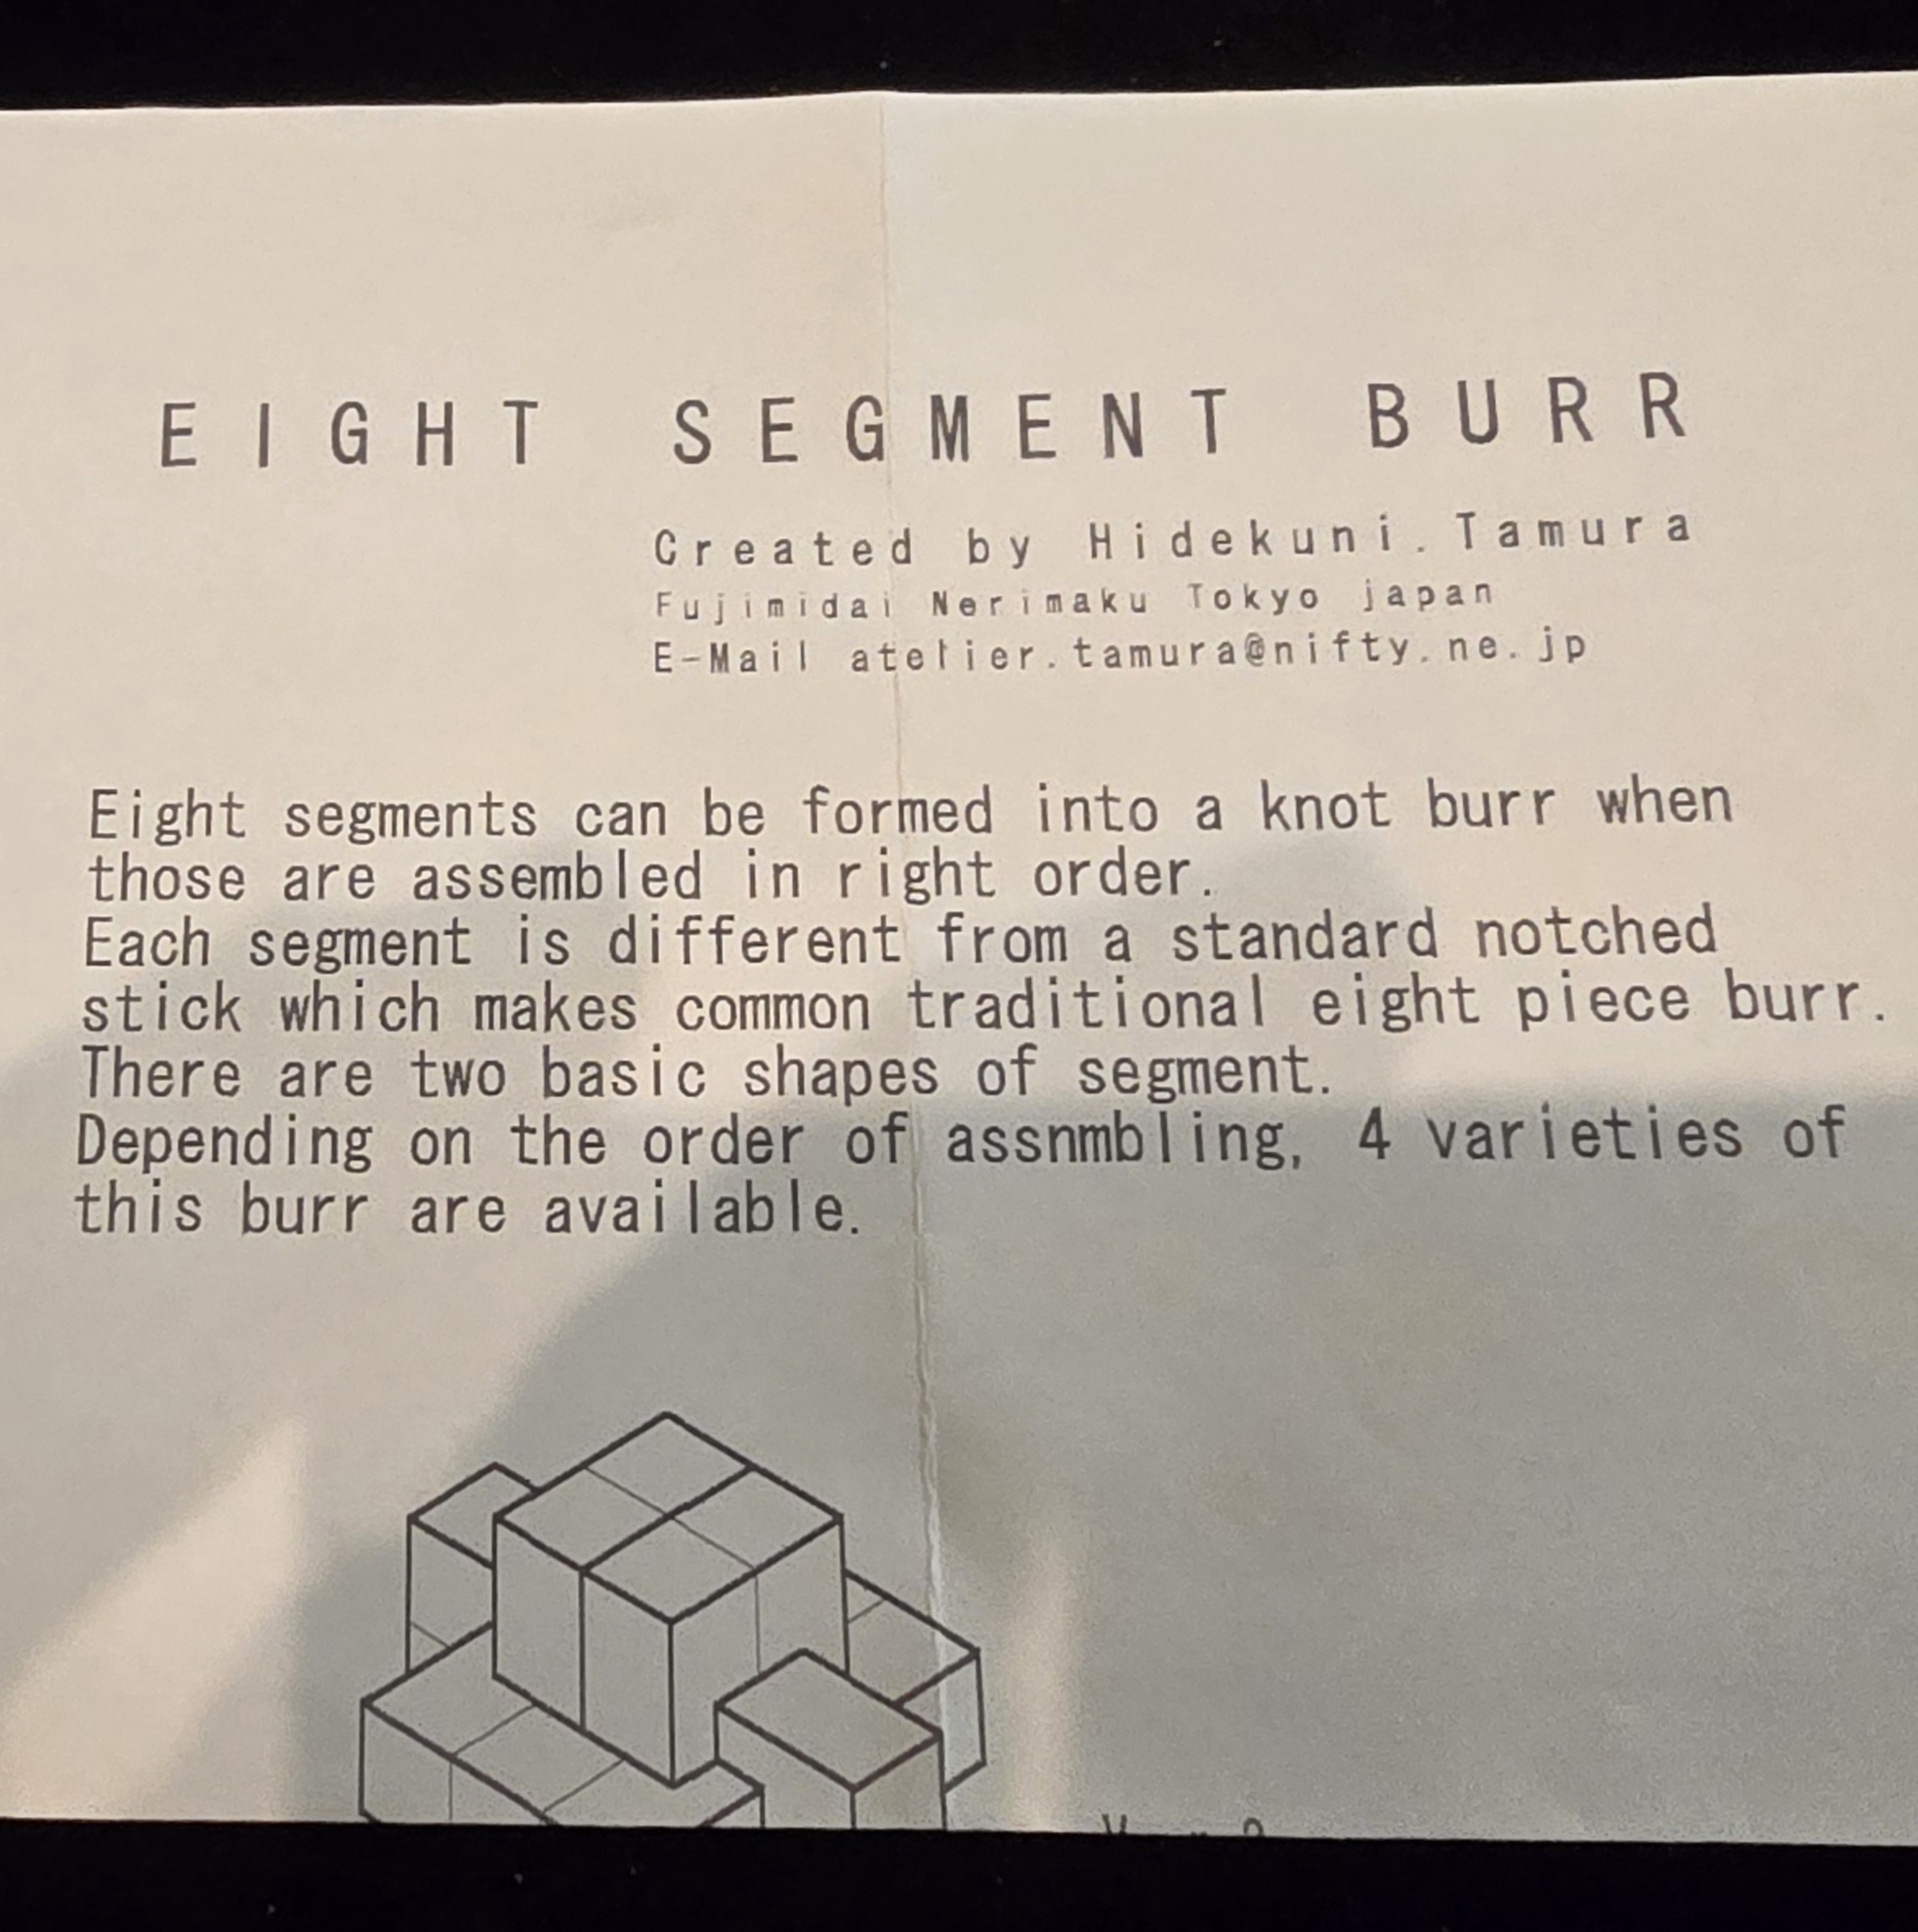 EIGHT SEGMENT BURR
Created by Hidekuni.Tamura
Fujimidai Nerimaku Tokyo japan
E-Mail atelier.tamura@nifty.ne.jp
Eight segments can be formed into a knot burr when
those are assembled in right order.
Each segment is different from a standard notched
stick which makes common traditional eight piece burr.
There are two basic shapes of segment.
Depending on the order of assnmbling, 4 varieties of
this burr are available.